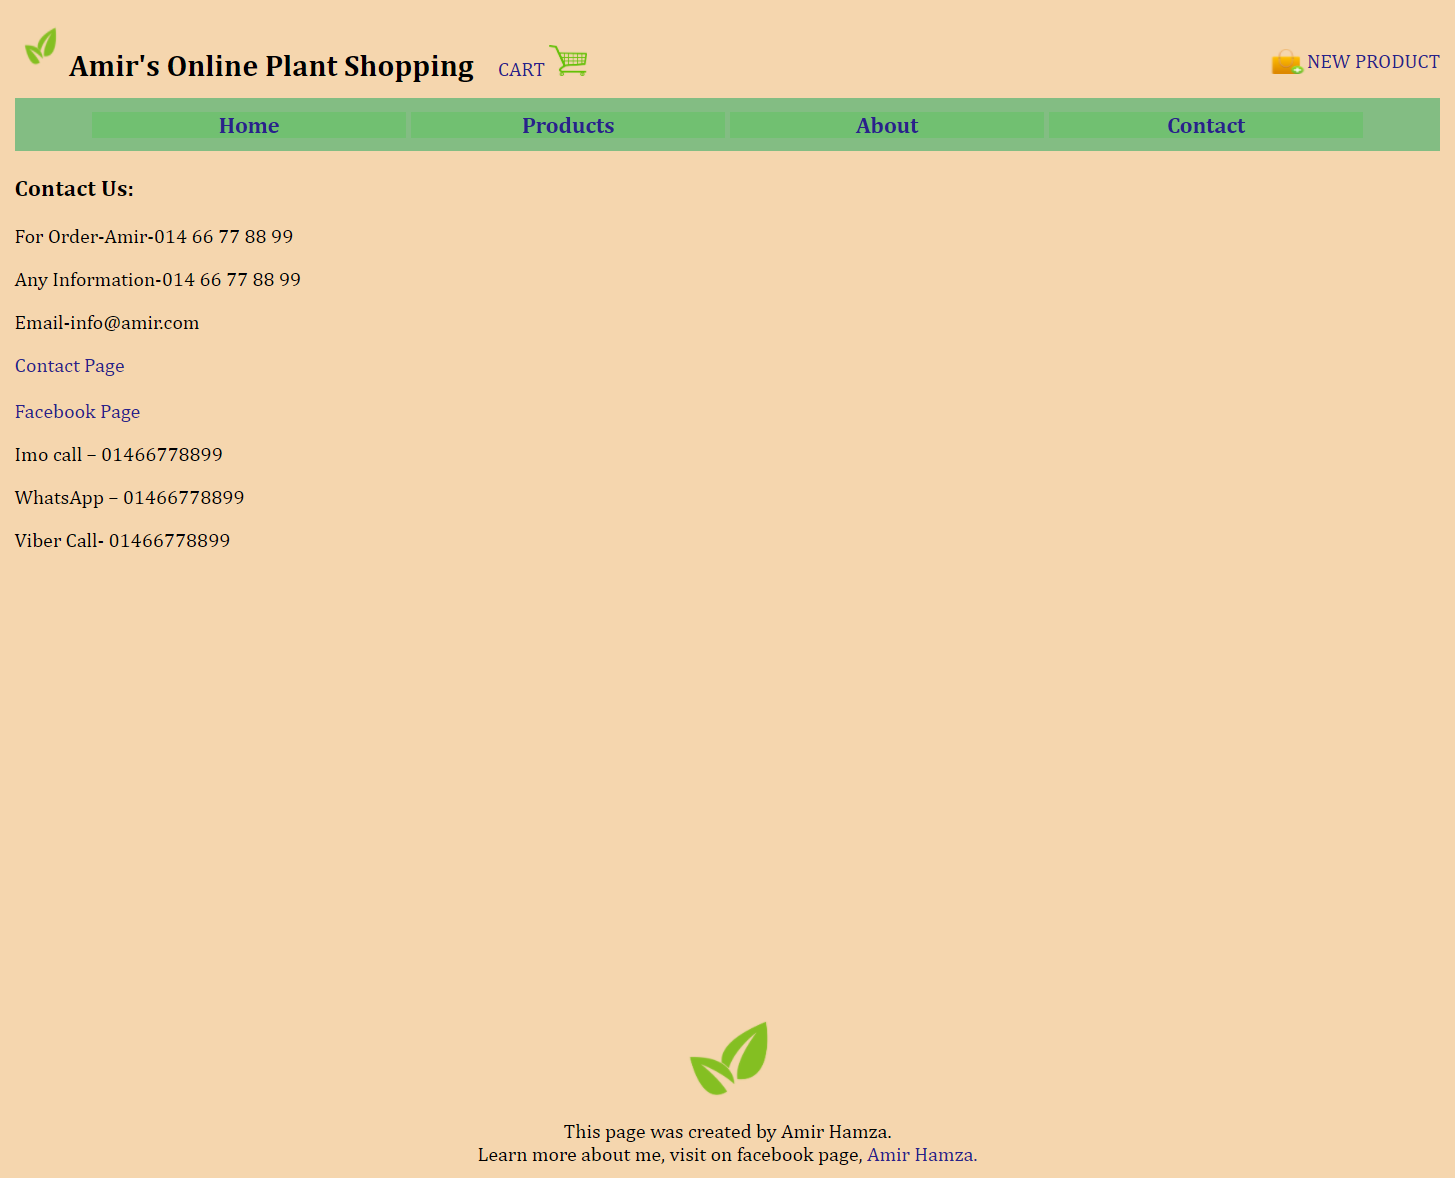 Amir's Online Plant Shopping CART NEW PRODUCT
Home Products About Contact
Contact Us:
For Order-Amir-014 66 77 88 99
Any Information-014 66 77 88 99
Email-info@amir.com
Contact Page
Facebook Page
Imo call – 01466778899
WhatsApp – 01466778899
Viber Call- 01466778899
This page was created by Amir Hamza.
Learn more about me, visit on facebook page, Amir Hamza.